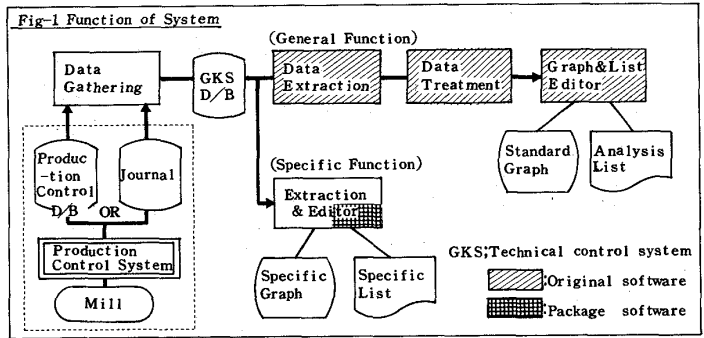 Fig-1 Function of System
(General Function)
Data
Gathering
GKS
D/B
Data
Extraction
Data
Treatment
Graph&List
Editor
Standard
Graph
Analysis
List
Produc-
-tion
Control
D/B
OR
Journal
Production
Control System
Mill
(Specific Function)
Extraction
& Editor
Specific
Graph
Specific
List
GKS;Technical control system
:Original software
:Package software